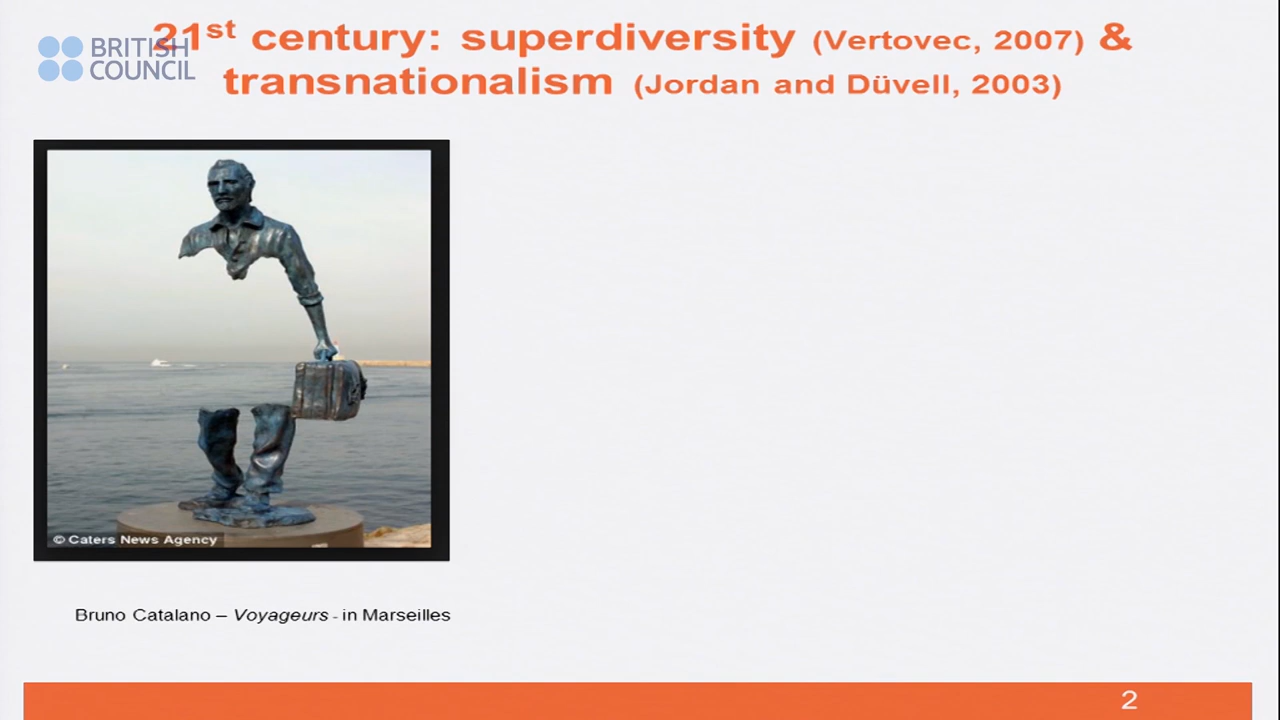 BRITISH
COUNCIL
21st century: superdiversity (Vertovec, 2007) &
transnationalism (Jordan and Düvell, 2003)
© Caters News Agency
Bruno Catalano – Voyageurs - in Marseilles
2